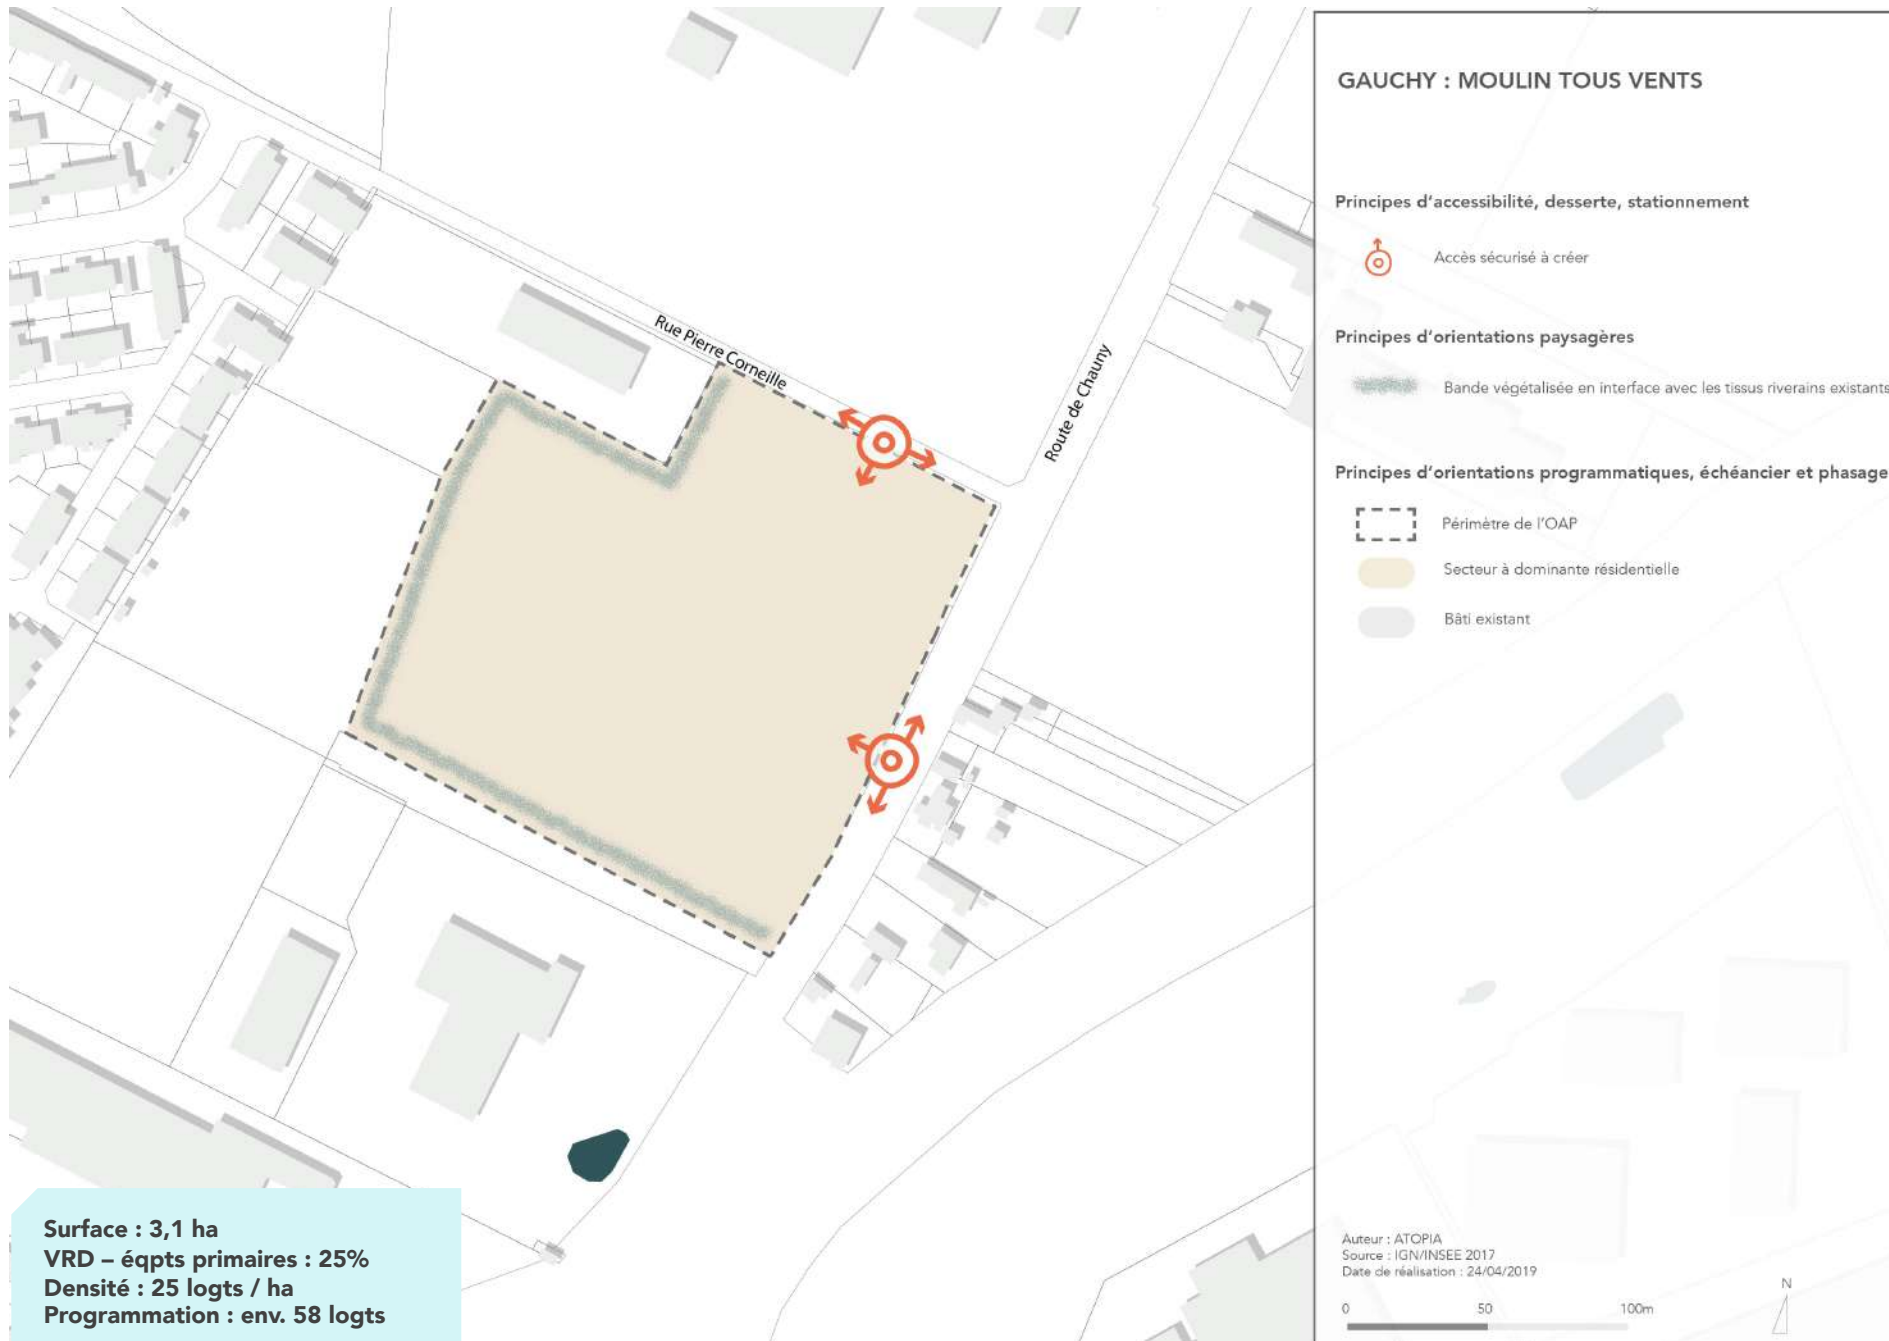 GAUCHY : MOULIN TOUS VENTS
Principes d'accessibilité, desserte, stationnement
Accès sécurisé à créer
Principes d'orientations paysagères
Bande végétalisée en interface avec les tissus riverains existants
Principes d'orientations programmatiques, échéancier et phasage
Périmètre de l'OAP
Secteur à dominante résidentielle
Bâti existant
Rue Pierre Corneille
Route de Chauny
Surface : 3,1 ha
VRD – éqpts primaires : 25%
Densité : 25 logts / ha
Programmation : env. 58 logts
Auteur : ATOPIA
Source : IGN/INSEE 2017
Date de réalisation : 24/04/2019
0 50 100m
N